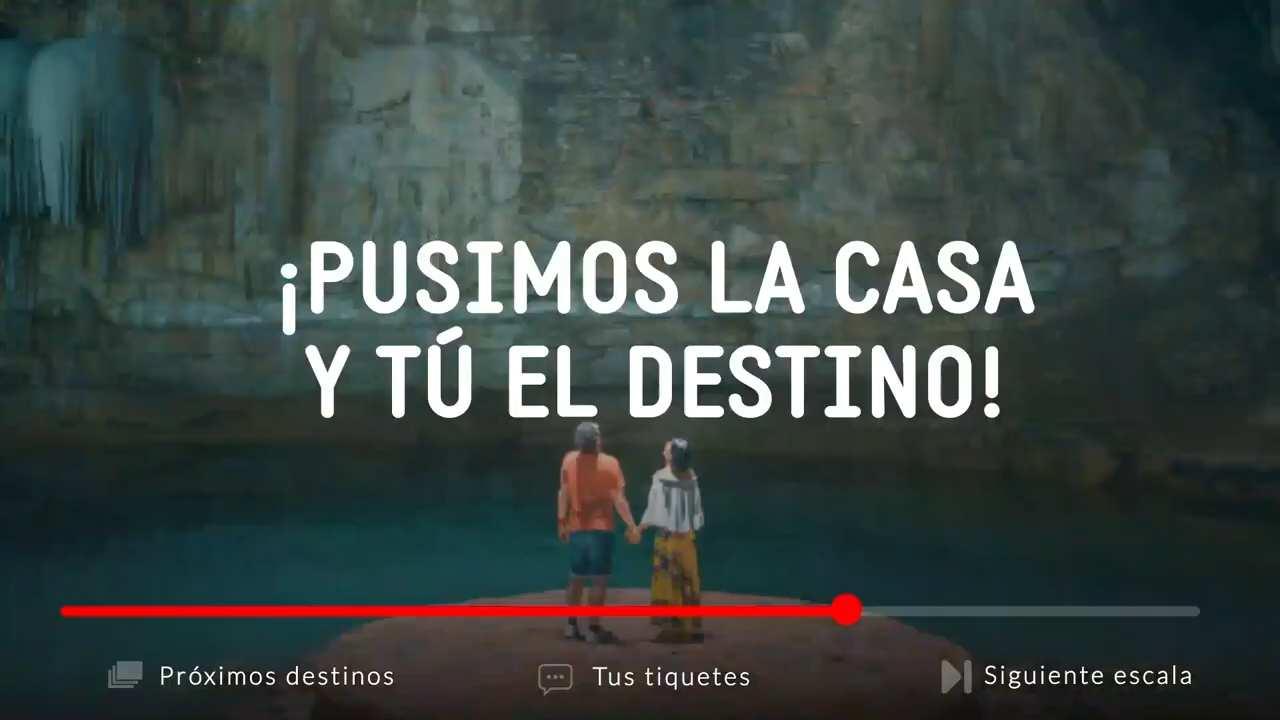 ¡PUSIMOS LA CASA
Y TÚ EL DESTINO!
Próximos destinos
Tus tiquetes
Siguiente escala